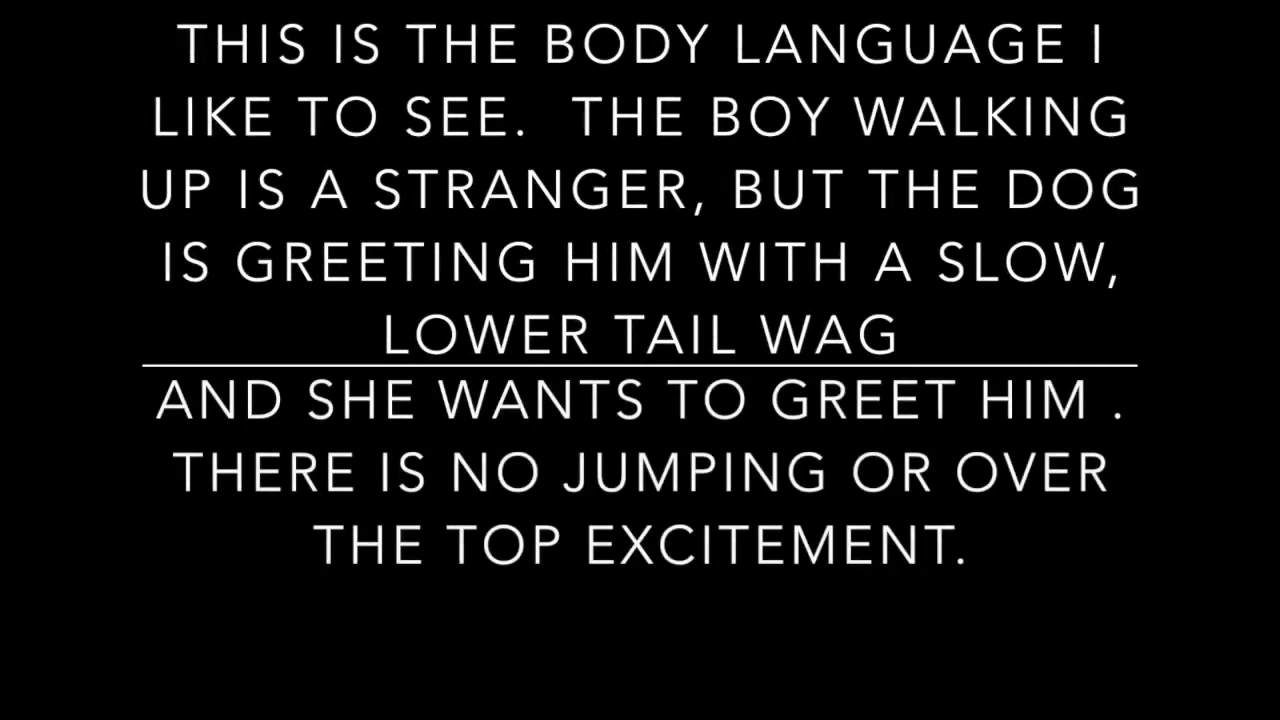 THIS IS THE BODY LANGUAGE I
LIKE TO SEE.  THE BOY WALKING
UP IS A STRANGER, BUT THE DOG
IS GREETING HIM WITH A SLOW,
LOWER TAIL WAG
AND SHE WANTS TO GREET HIM .
THERE IS NO JUMPING OR OVER
THE TOP EXCITEMENT.